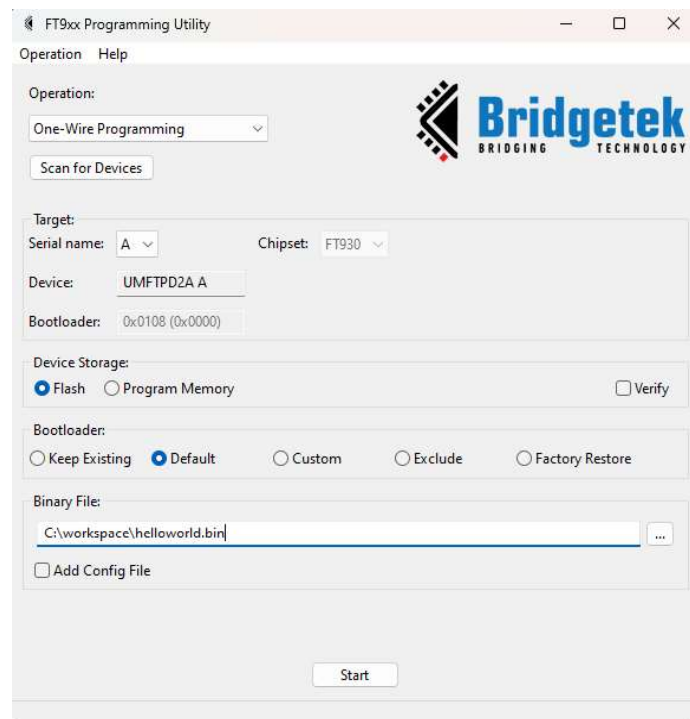 FT9xx Programming Utility
Operation Help
Operation:
One-Wire Programming
Scan for Devices
Bridgetek
BRIDGING TECHNOLOGY
Target:
Serial name: A Chipset: FT930
Device: UMFTPD2A A
Bootloader: 0x0108 (0x0000)
Device Storage:
Flash Program Memory Verify
Bootloader:
Keep Existing Default Custom Exclude Factory Restore
Binary File:
C:\workspace\helloworld.bin ...
Add Config File
Start